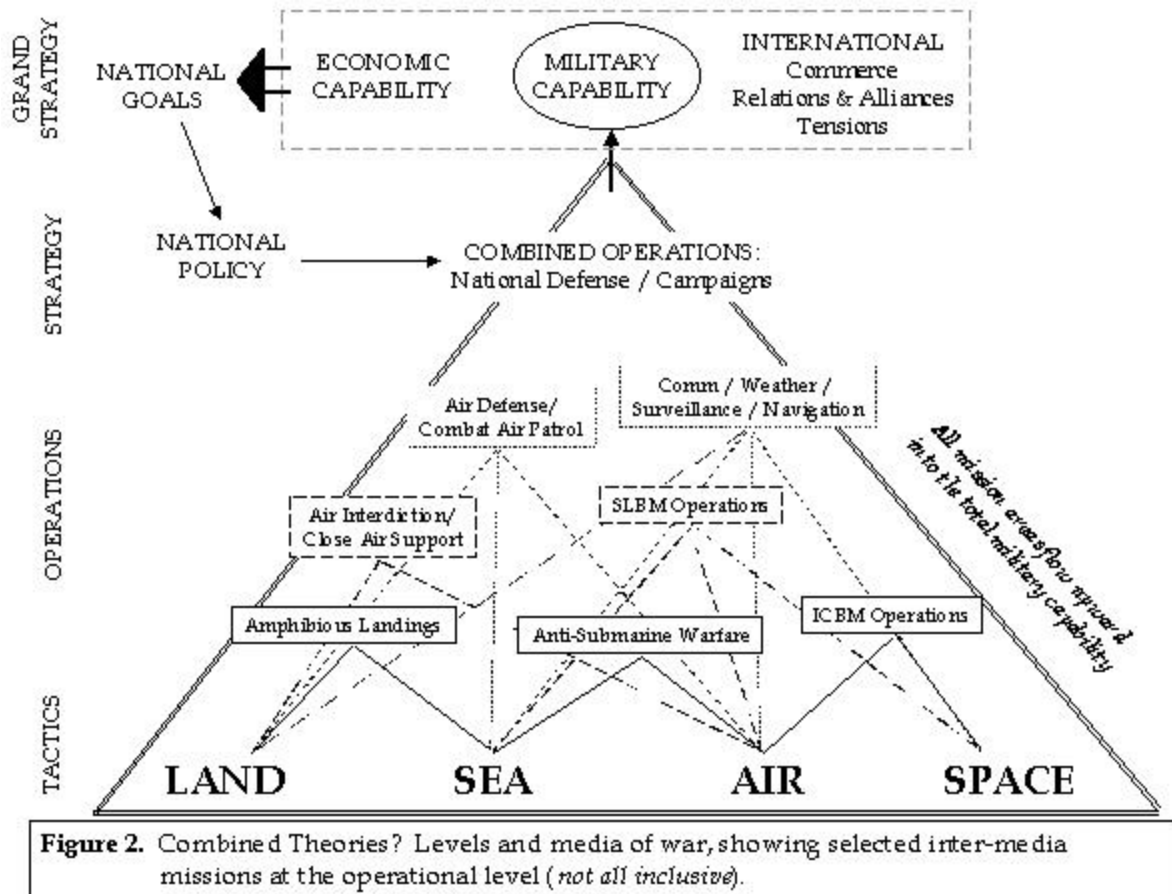 GRAND
STRATEGY
NATIONAL
GOALS
ECONOMIC
CAPABILITY
MILITARY
CAPABILITY
INTERNATIONAL
Commerce
Relations & Alliances
Tensions
STRATEGY
NATIONAL
POLICY
COMBINED OPERATIONS:
National Defense / Campaigns
OPERATIONS
Air Defense/
Combat Air Patrol
Comm / Weather /
Surveillance / Navigation
Air Interdiction/
Close Air Support
SLBM Operations
All mission areas flow upward
into tle total military capability
Amphibious Landings
Anti-Submarine Warfare
ICBM Operations
TACTICS
LAND
SEA
AIR
SPACE
Figure 2. Combined Theories? Levels and media of war, showing selected inter-media
missions at the operational level (not all inclusive).